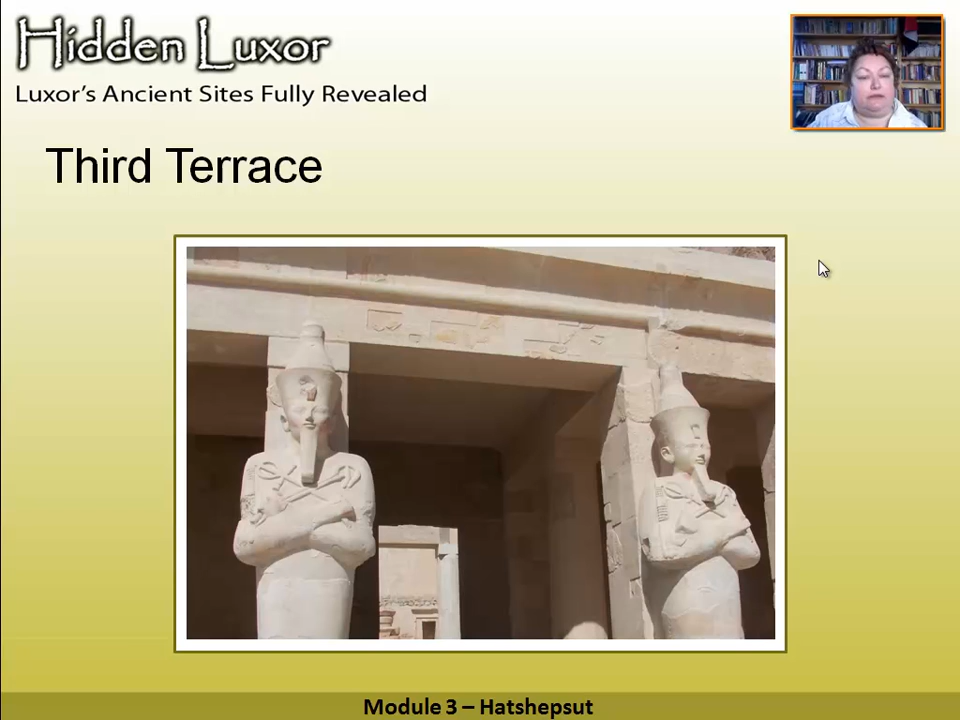 Hidden Luxor
Luxor's Ancient Sites Fully Revealed
Third Terrace
Module 3 – Hatshepsut